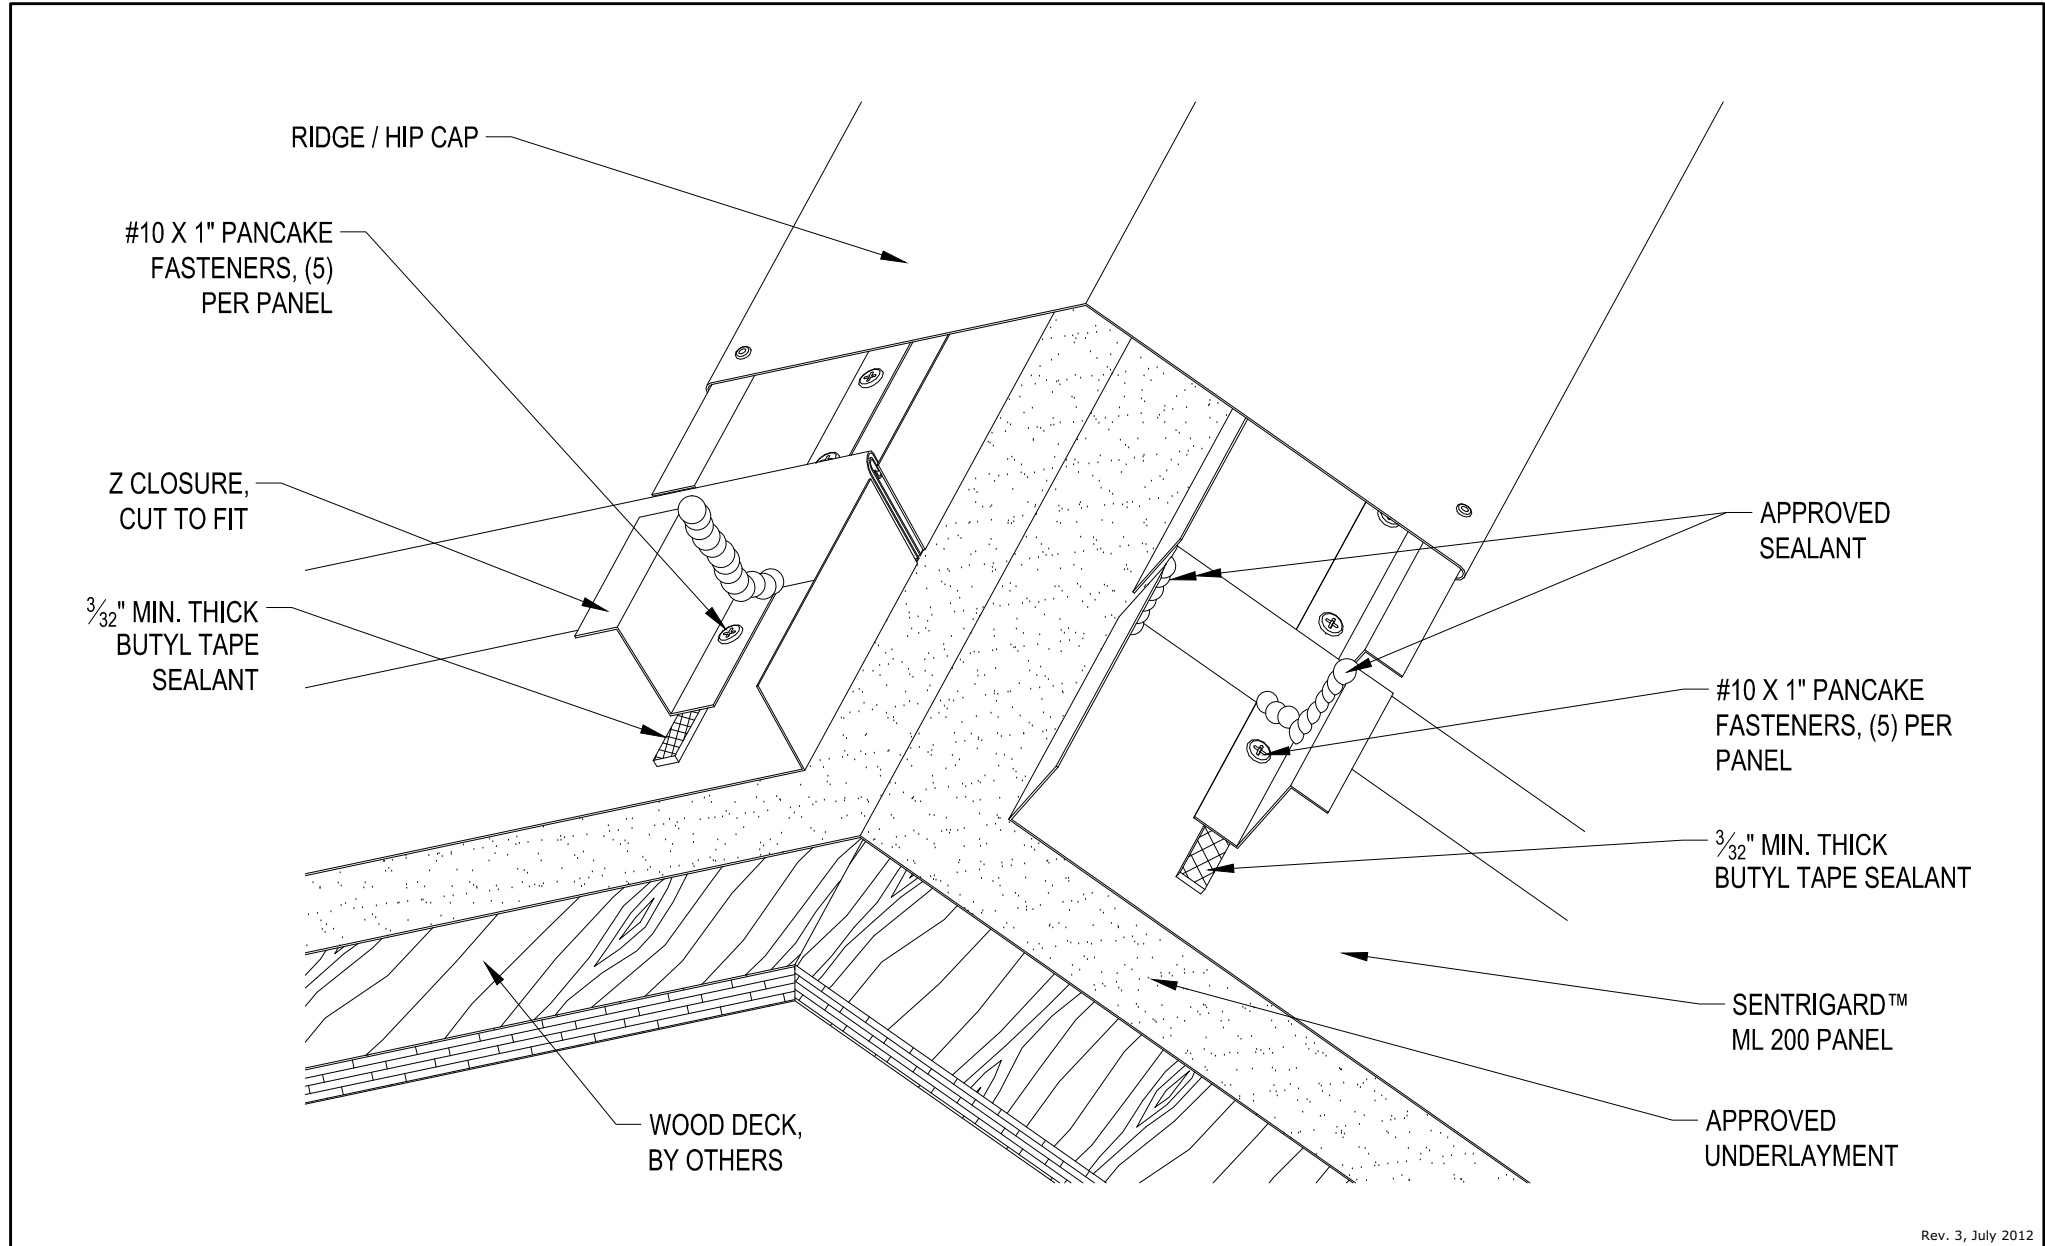 RIDGE / HIP CAP
#10 X 1" PANCAKE
FASTENERS, (5)
PER PANEL
Z CLOSURE,
CUT TO FIT
3/32" MIN. THICK
BUTYL TAPE
SEALANT
WOOD DECK,
BY OTHERS
APPROVED
SEALANT
#10 X 1" PANCAKE
FASTENERS, (5) PER
PANEL
3/32" MIN. THICK
BUTYL TAPE SEALANT
SENTRIGARD™
ML 200 PANEL
APPROVED
UNDERLAYMENT
Rev. 3, July 2012